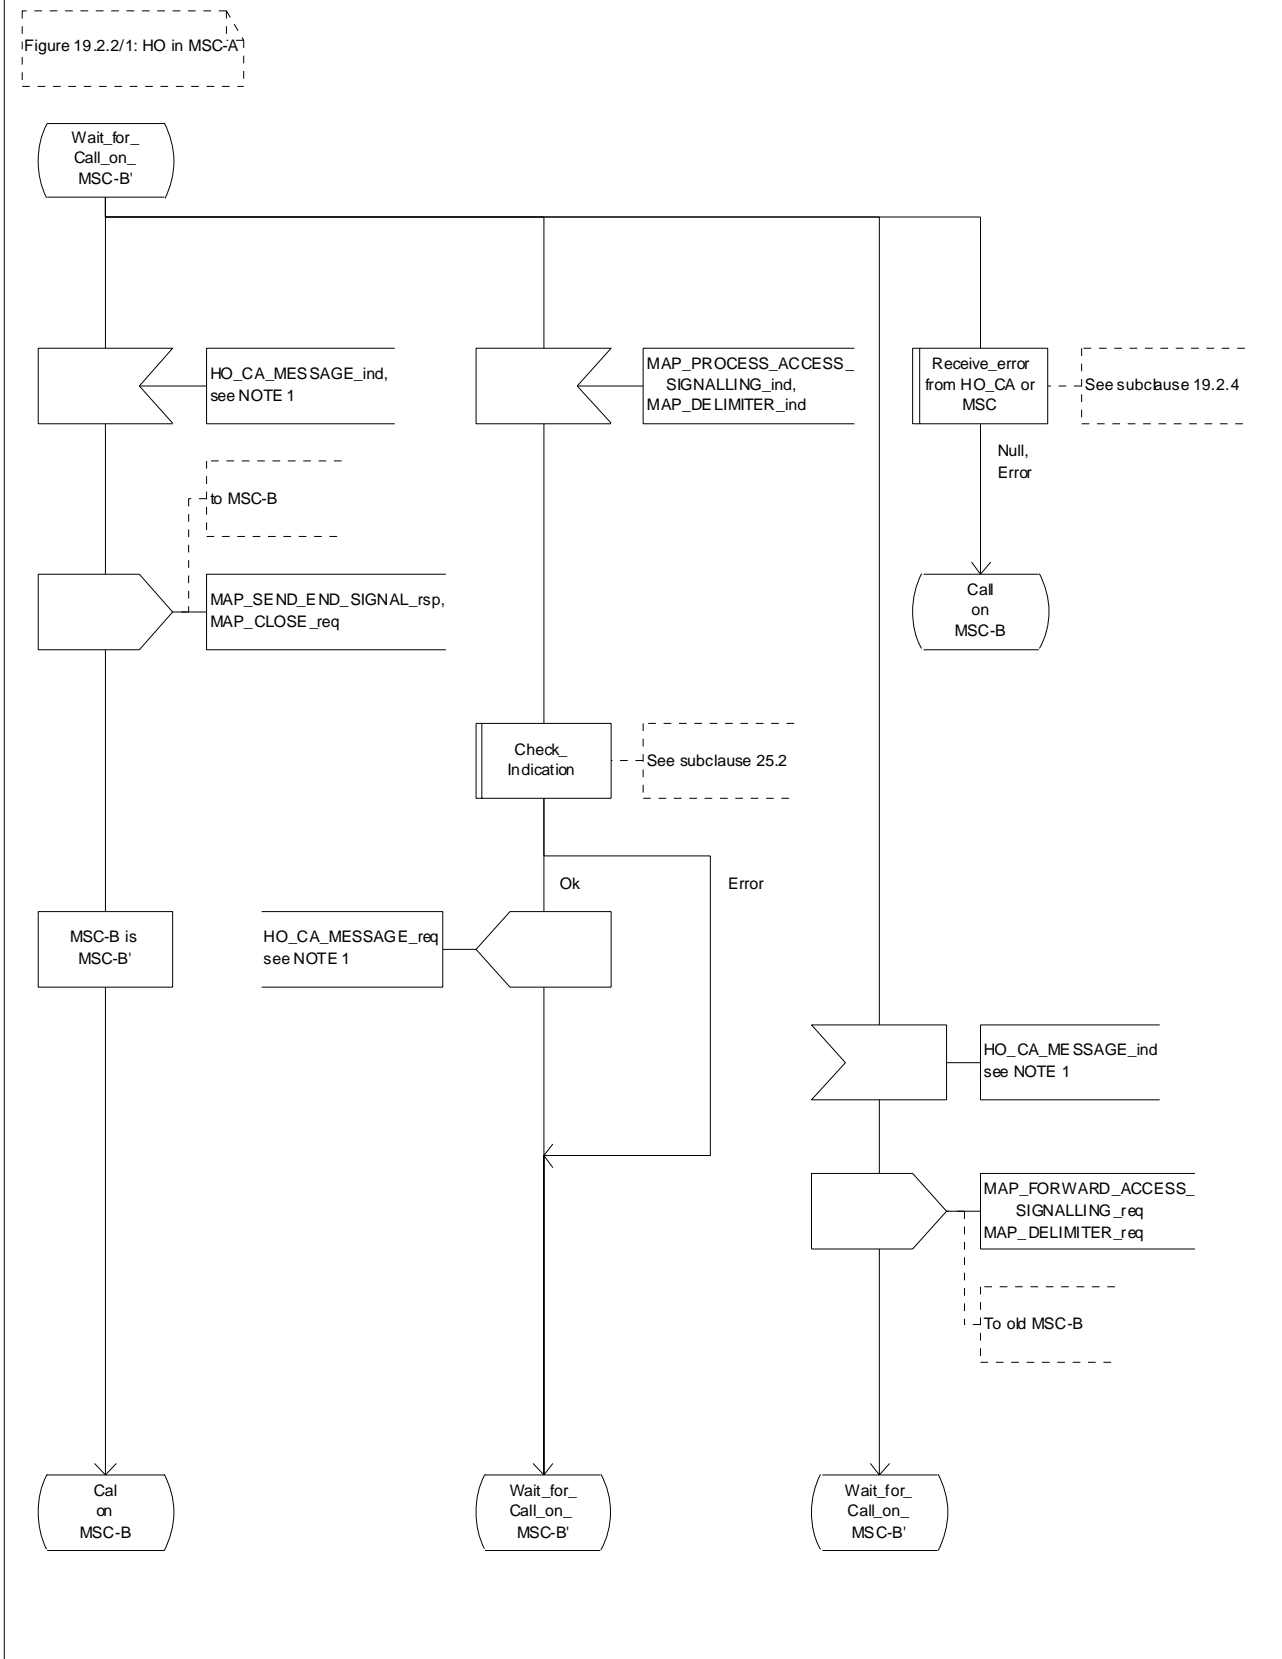 Figure 19.2.2/1: HO in MSC-A
Wait_for_
Call_on_
MSC-B'
HO_CA_MESSAGE_ind,
see NOTE 1
MAP_PROCESS_ACCESS_
SIGNALLING_ind,
MAP_DELIMITER_ind
Receive_error
from HO_CA or
MSC
See subclause 19.2.4
Null,
Error
to MSC-B
MAP_SEND_END_SIGNAL_rsp,
MAP_CLOSE_req
Call
on
MSC-B
Check_
Indication
See subclause 25.2
Ok
Error
MSC-B is
MSC-B'
HO_CA_MESSAGE_req
see NOTE 1
HO_CA_MESSAGE_ind
see NOTE 1
MAP_FORWARD_ACCESS_
SIGNALLING_req
MAP_DELIMITER_req
To old MSC-B
Cal
on
MSC-B
Wait_for_
Call_on_
MSC-B'
Wait_for_
Call_on_
MSC-B'